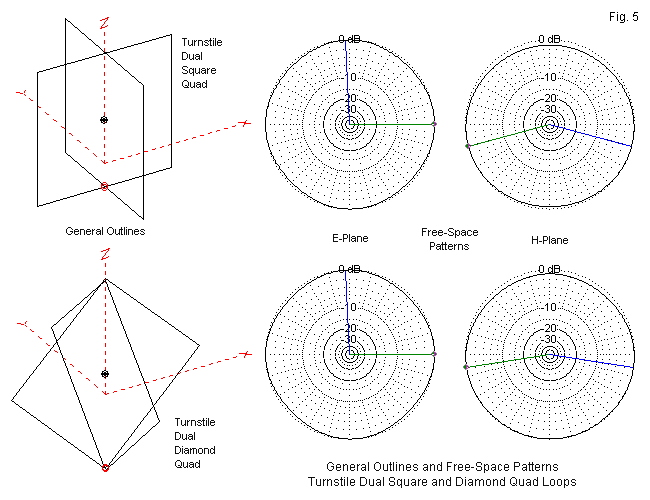 Fig. 5
Z
Turnstile
Dual
Square
Quad
Y
X
General Outlines
0 dB
10
20
30
E-Plane
0 dB
-10
20
-30
H-Plane
Free-Space
Patterns
Z
Y
X
Turnstile
Dual
Diamond
Quad
0 dB
10
20
30
0 dB
-10
20
-30
General Outlines and Free-Space Patterns
Turnstile Dual Square and Diamond Quad Loops